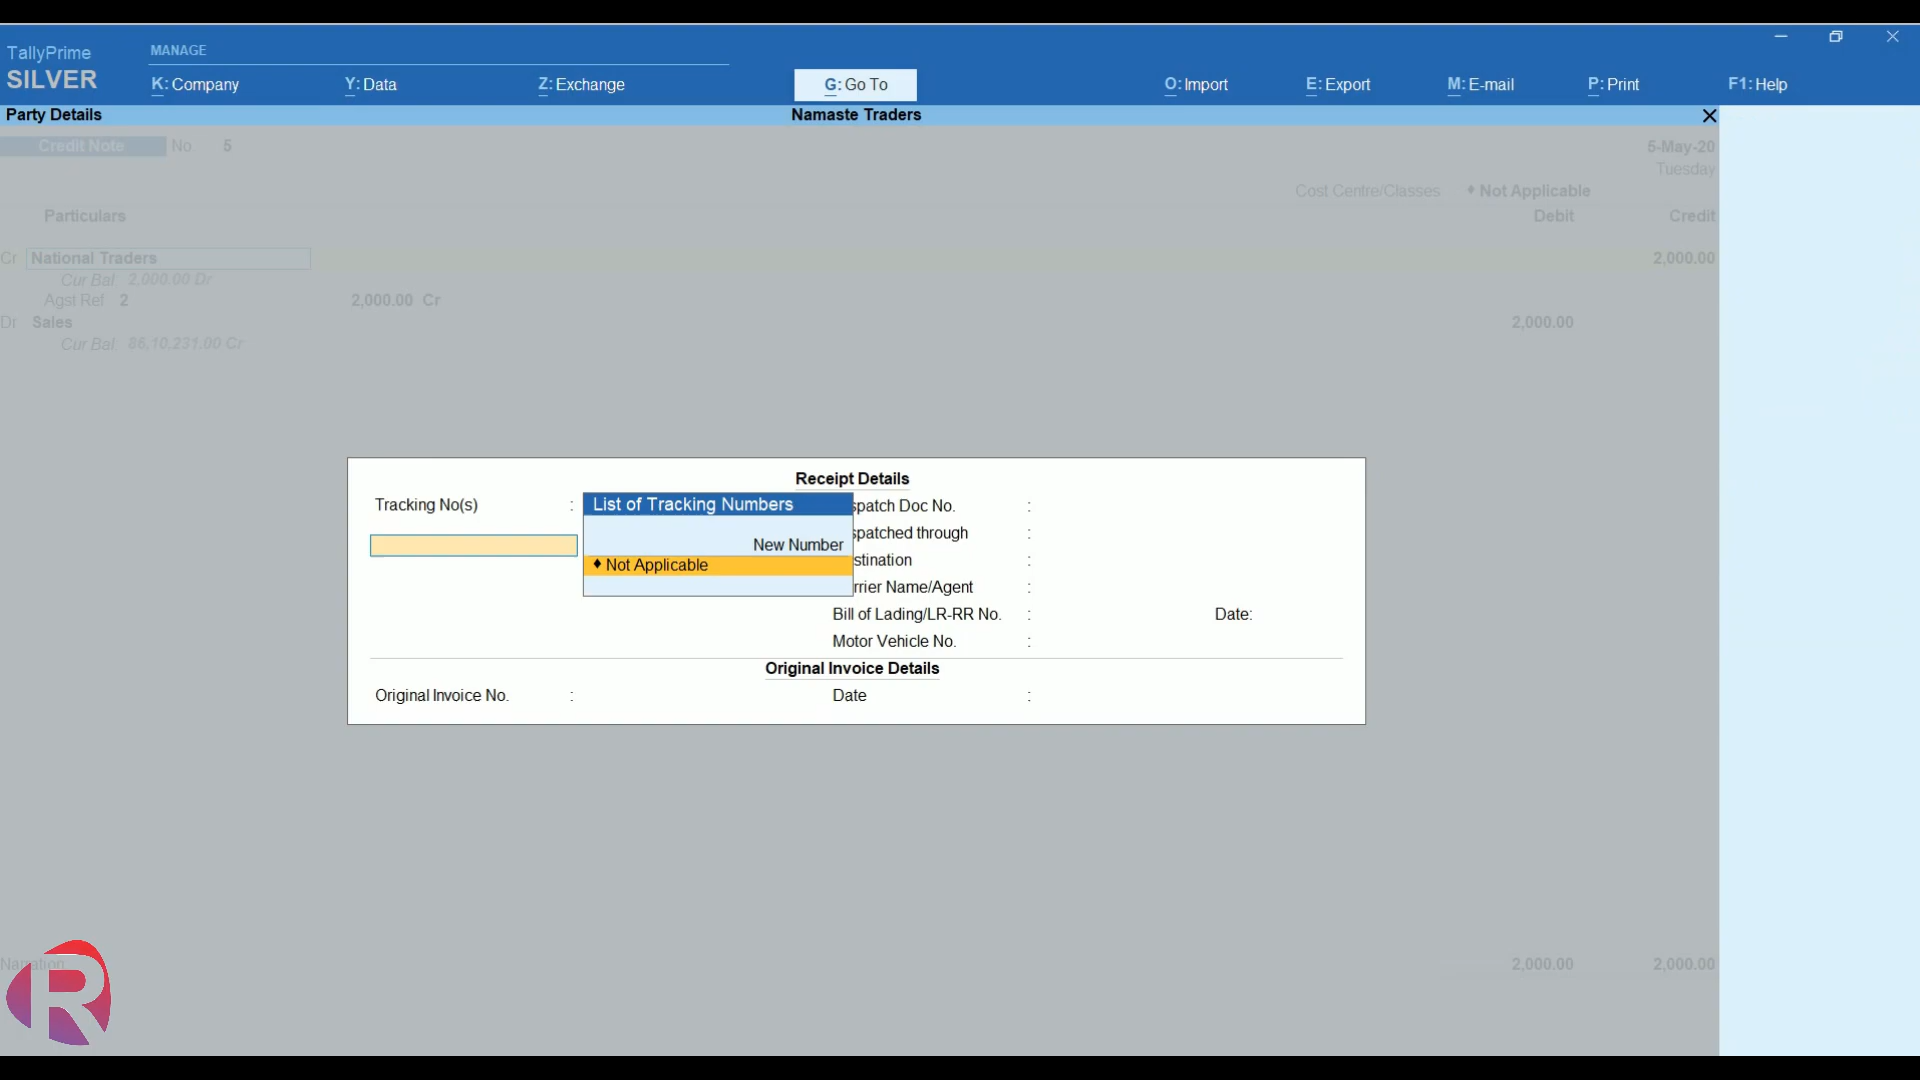 TallyPrime MANAGE
SILVER K: Company Y: Data Z: Exchange G: Go To O: Import E: Export M: E-mail P: Print F1: Help
Party Details Namaste Traders
Credit Note No 5 5-May-20
Tuesday
Cost Centre/Classes ♦ Not Applicable
Particulars Debit Credit
Cr National Traders 2,000.00
Cur Bal: 2,000.00 Dr
Agst Ref 2 2,000.00 Cr
Dr Sales 2,000.00
Cur Bal: 86,10,231.00 Cr
Receipt Details
Tracking No(s) : List of Tracking Numbers spatch Doc No. :
spatched through :
New Number
stination :
♦ Not Applicable
rrier Name/Agent :
Bill of Lading/LR-RR No. : Date:
Motor Vehicle No. :
Original Invoice Details
Original Invoice No. : Date :
Narration 2,000.00 2,000.00
R